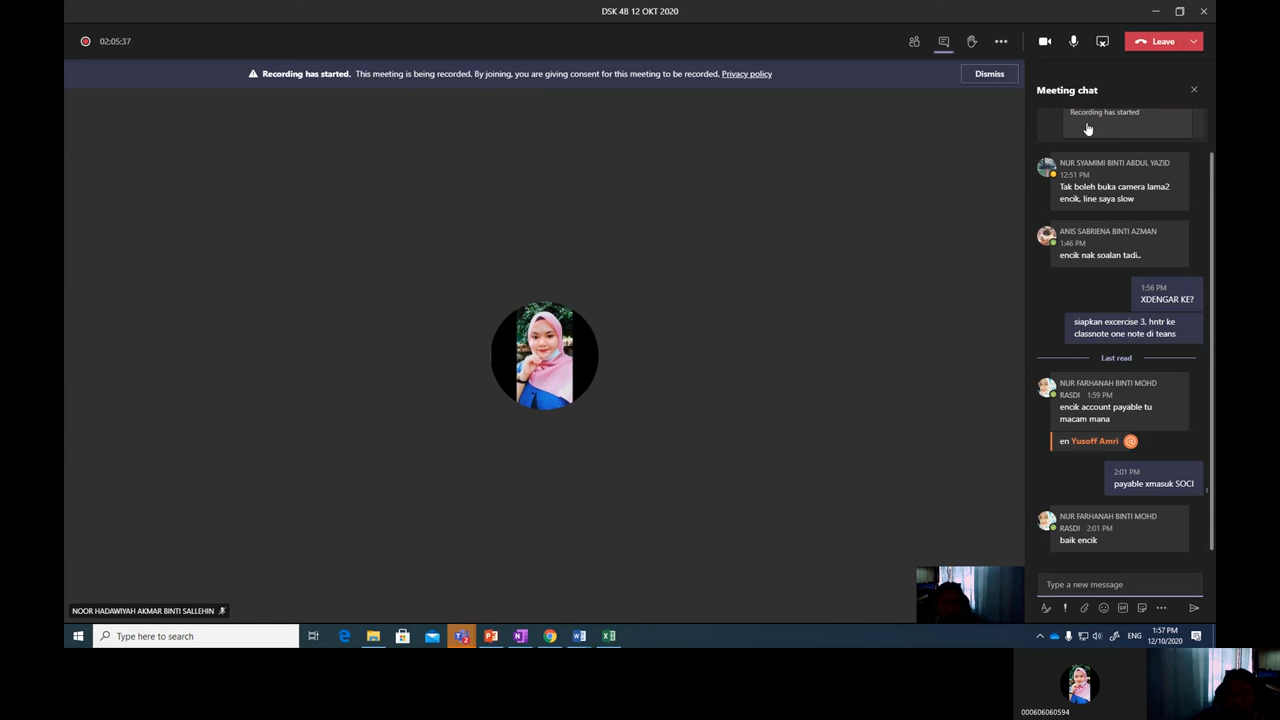 DSK 4B 12 OKT 2020
02:05:37
Leave
Recording has started. This meeting is being recorded. By joining, you are giving consent for this meeting to be recorded. Privacy policy
Dismiss
Meeting chat
Recording has started
NUR SYAMIMI BINTI ABDUL YAZID
12:51 PM
Tak boleh buka camera lama2
encik, line saya slow
ANIS SABRIENA BINTI AZMAN
1:46 PM
encik nak soalan tadi..
1:56 PM
XDENGAR KE?
siapkan excercise 3, hntr ke
classnote one note di teans
Last read
NUR FARHANAH BINTI MOHD
RASDI 1:59 PM
encik account payable tu
macam mana
en Yusoff Amri @
2:01 PM
payable xmasuk SOCI
NUR FARHANAH BINTI MOHD
RASDI 2:01 PM
baik encik
Type a new message
GIF
NOOR HADAWIYAH AKMAR BINTI SALLEHIN
Type here to search
ENG
1:57 PM
12/10/2020
000606060594